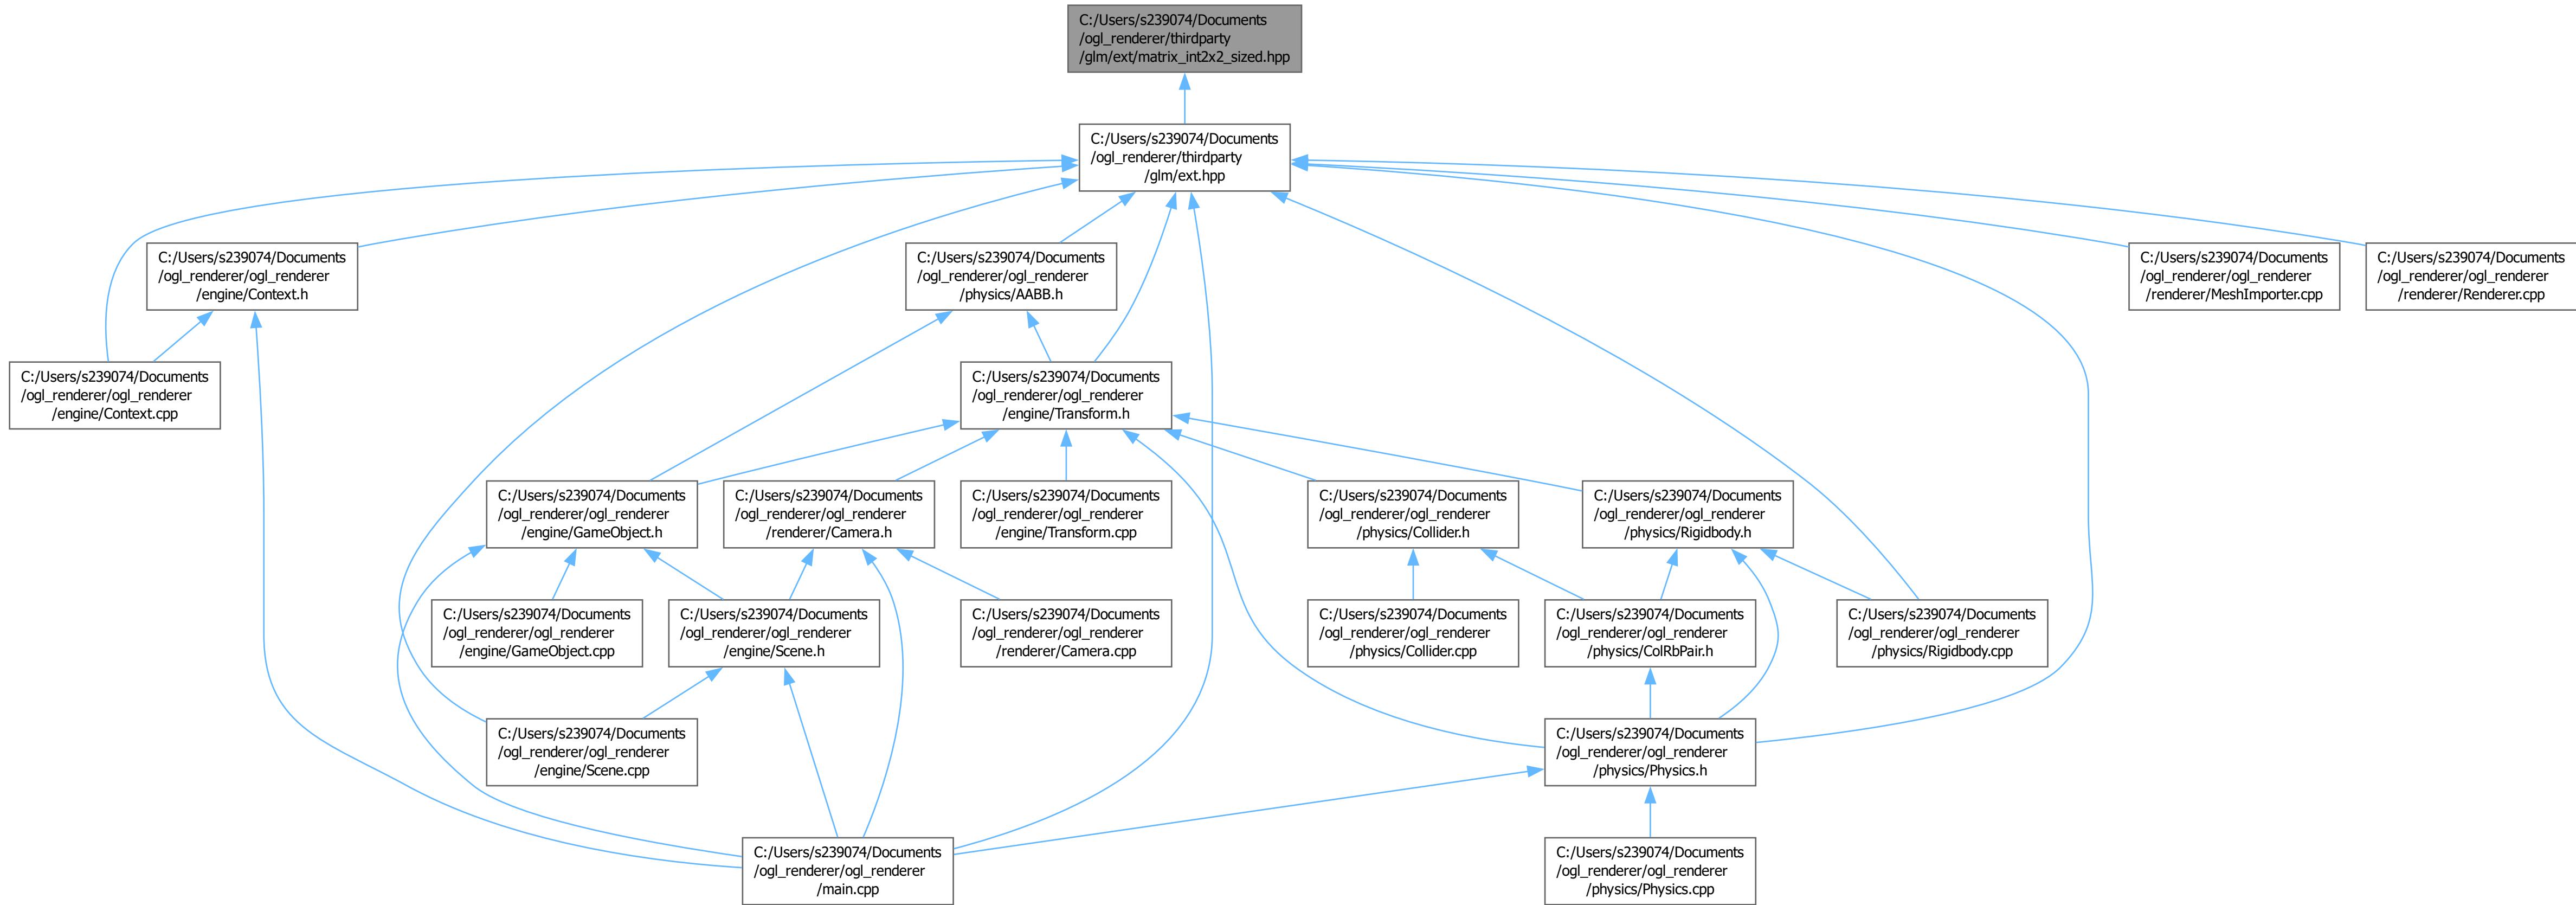 C:/Users/s239074/Documents
/ogl_renderer/thirdparty
/glm/ext/matrix_int2x2_sized.hpp
C:/Users/s239074/Documents
/ogl_renderer/thirdparty
/glm/ext.hpp
C:/Users/s239074/Documents
/ogl_renderer/ogl_renderer
/engine/Context.h
C:/Users/s239074/Documents
/ogl_renderer/ogl_renderer
/physics/AABB.h
C:/Users/s239074/Documents
/ogl_renderer/ogl_renderer
/renderer/MeshImporter.cpp
C:/Users/s239074/Documents
/ogl_renderer/ogl_renderer
/renderer/Renderer.cpp
C:/Users/s239074/Documents
/ogl_renderer/ogl_renderer
/engine/Context.cpp
C:/Users/s239074/Documents
/ogl_renderer/ogl_renderer
/engine/Transform.h
C:/Users/s239074/Documents
/ogl_renderer/ogl_renderer
/engine/GameObject.h
C:/Users/s239074/Documents
/ogl_renderer/ogl_renderer
/renderer/Camera.h
C:/Users/s239074/Documents
/ogl_renderer/ogl_renderer
/engine/Transform.cpp
C:/Users/s239074/Documents
/ogl_renderer/ogl_renderer
/physics/Collider.h
C:/Users/s239074/Documents
/ogl_renderer/ogl_renderer
/physics/Rigidbody.h
C:/Users/s239074/Documents
/ogl_renderer/ogl_renderer
/engine/GameObject.cpp
C:/Users/s239074/Documents
/ogl_renderer/ogl_renderer
/engine/Scene.h
C:/Users/s239074/Documents
/ogl_renderer/ogl_renderer
/renderer/Camera.cpp
C:/Users/s239074/Documents
/ogl_renderer/ogl_renderer
/physics/Collider.cpp
C:/Users/s239074/Documents
/ogl_renderer/ogl_renderer
/physics/ColRbPair.h
C:/Users/s239074/Documents
/ogl_renderer/ogl_renderer
/physics/Rigidbody.cpp
C:/Users/s239074/Documents
/ogl_renderer/ogl_renderer
/engine/Scene.cpp
C:/Users/s239074/Documents
/ogl_renderer/ogl_renderer
/physics/Physics.h
C:/Users/s239074/Documents
/ogl_renderer/ogl_renderer
/main.cpp
C:/Users/s239074/Documents
/ogl_renderer/ogl_renderer
/physics/Physics.cpp